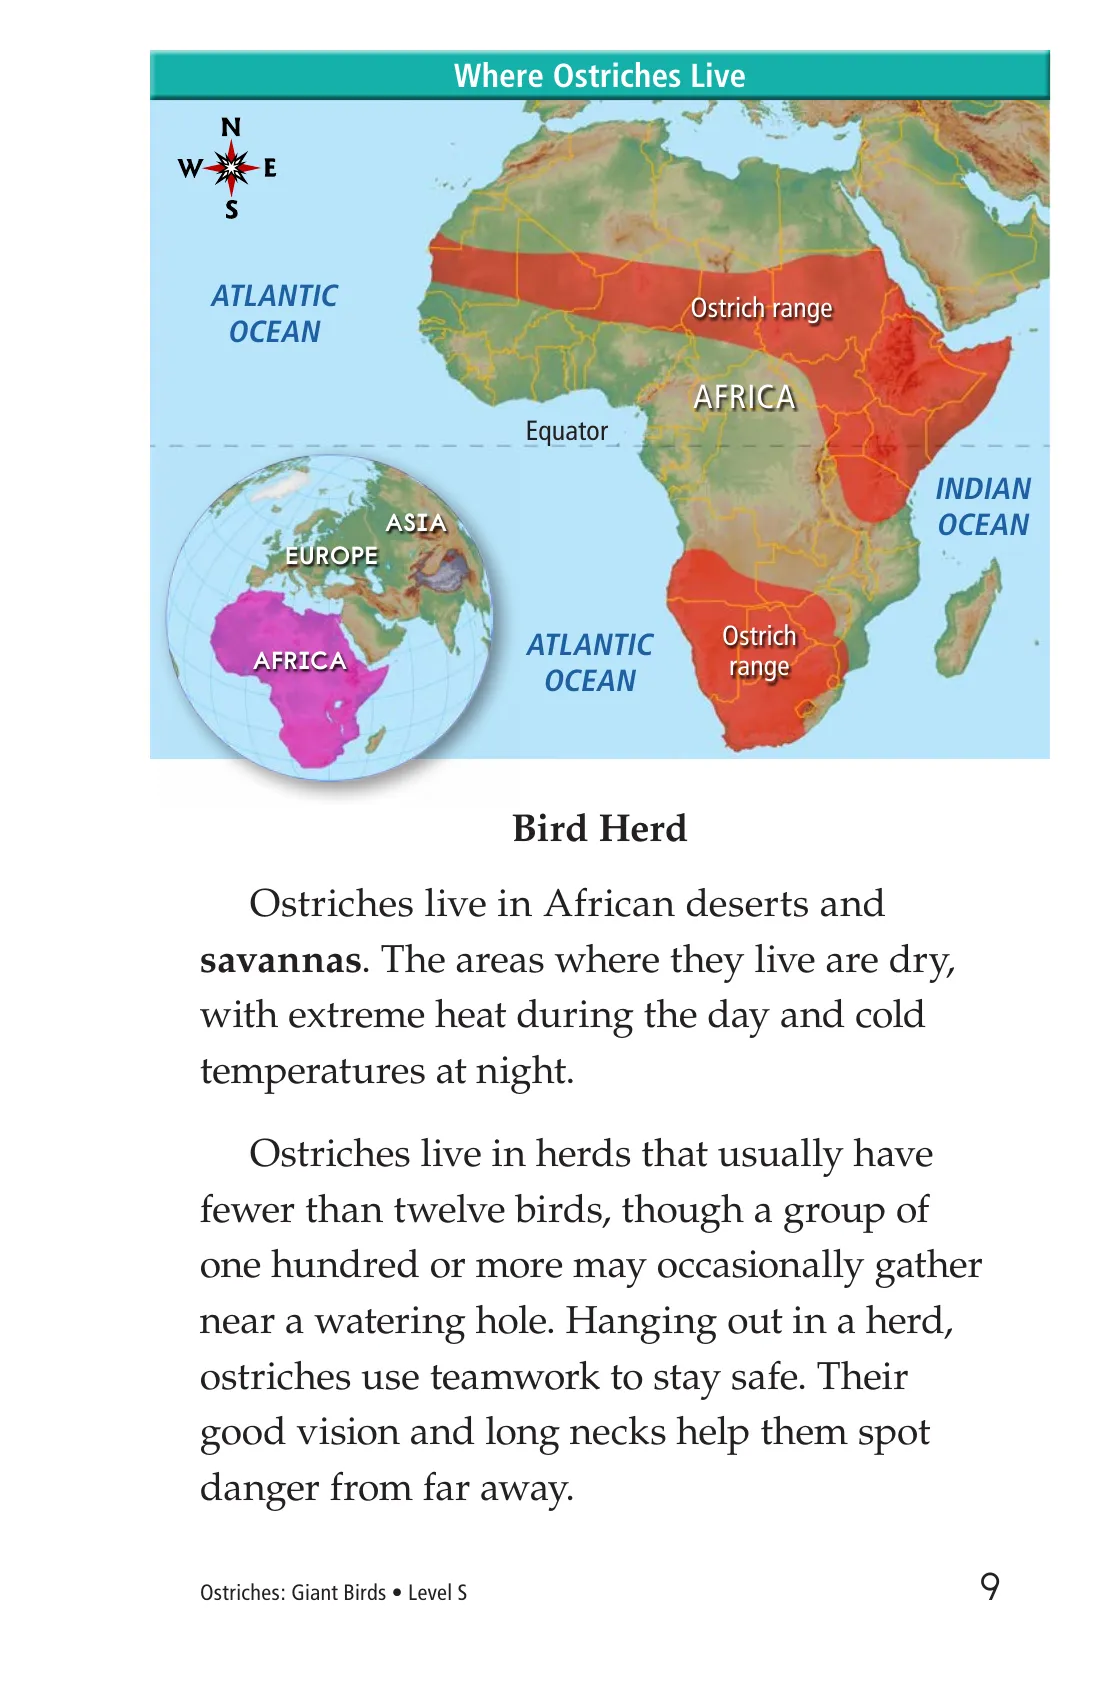 Where Ostriches Live
N
W E
S
ATLANTIC
OCEAN
Ostrich range
AFRICA
Equator
INDIAN
OCEAN
ASIA
EUROPE
AFRICA
ATLANTIC
OCEAN
Ostrich
range
Bird Herd
Ostriches live in African deserts and
savannas. The areas where they live are dry,
with extreme heat during the day and cold
temperatures at night.
Ostriches live in herds that usually have
fewer than twelve birds, though a group of
one hundred or more may occasionally gather
near a watering hole. Hanging out in a herd,
ostriches use teamwork to stay safe. Their
good vision and long necks help them spot
danger from far away.
Ostriches: Giant Birds • Level S
9